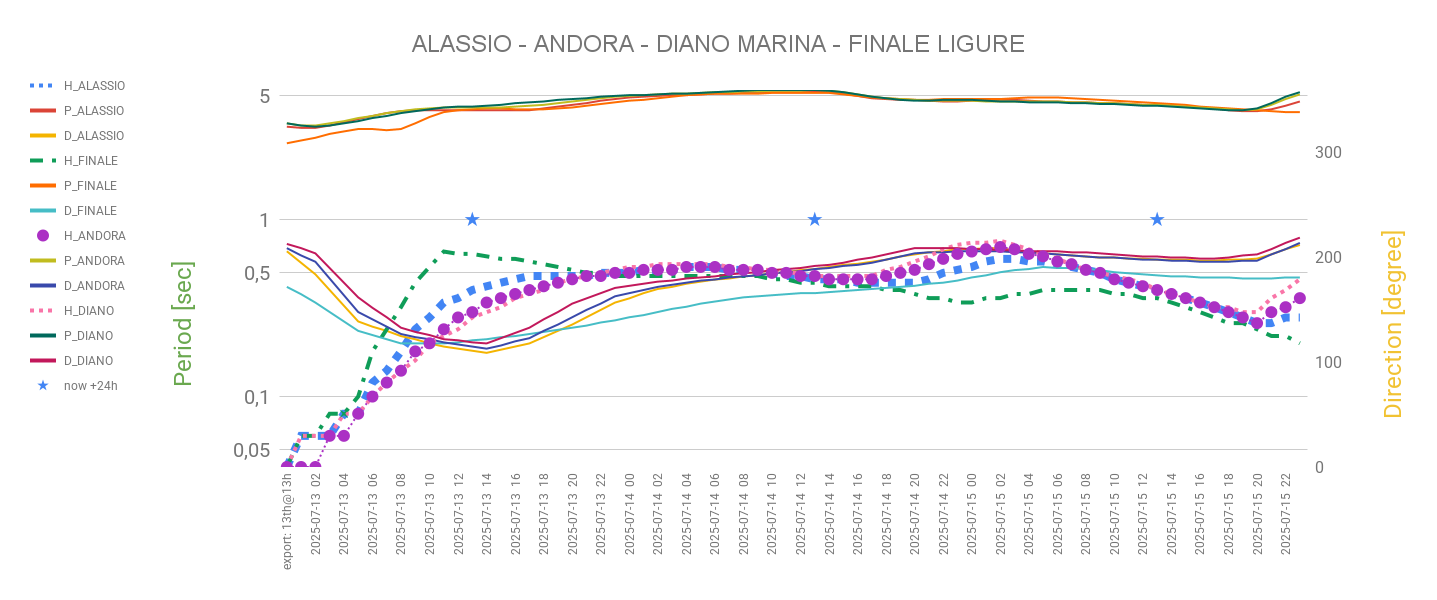 ALASSIO - ANDORA - DIANO MARINA - FINALE LIGURE
H_ALASSIO
P_ALASSIO
D_ALASSIO
H_FINALE
P_FINALE
D_FINALE
H_ANDORA
P_ANDORA
D_ANDORA
H_DIANO
P_DIANO
D_DIANO
now +24h
Period [sec]
5
1
0,5
0,1
0,05
300
200
100
0
Direction [degree]
export: 13th@13h
2025-07-13 02
2025-07-13 04
2025-07-13 06
2025-07-13 08
2025-07-13 10
2025-07-13 12
2025-07-13 14
2025-07-13 16
2025-07-13 18
2025-07-13 20
2025-07-13 22
2025-07-14 00
2025-07-14 02
2025-07-14 04
2025-07-14 06
2025-07-14 08
2025-07-14 10
2025-07-14 12
2025-07-14 14
2025-07-14 16
2025-07-14 18
2025-07-14 20
2025-07-14 22
2025-07-15 00
2025-07-15 02
2025-07-15 04
2025-07-15 06
2025-07-15 08
2025-07-15 10
2025-07-15 12
2025-07-15 14
2025-07-15 16
2025-07-15 18
2025-07-15 20
2025-07-15 22